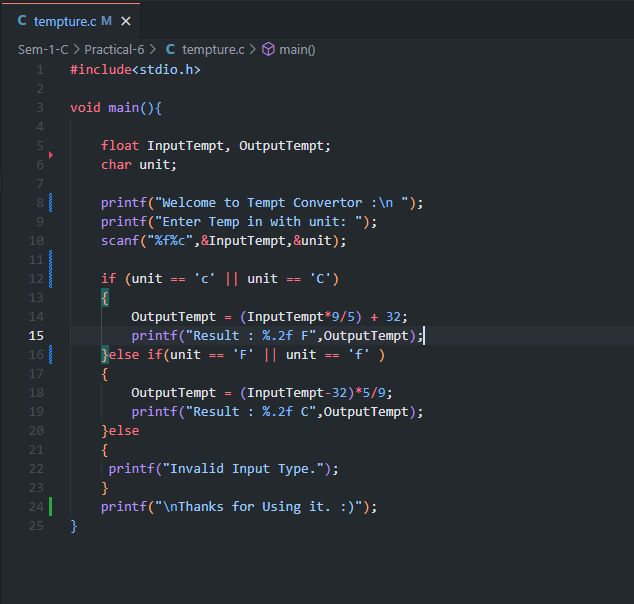 C tempture.c M ×
Sem-1-C > Practical-6 > C tempture.c > main()
1 #include<stdio.h>
2
3 void main(){
4
5 float InputTempt, OutputTempt;
6 char unit;
7
8 printf("Welcome to Tempt Convertor :\n ");
9 printf("Enter Temp in with unit: ");
10 scanf("%f%c",&InputTempt,&unit);
11
12 if (unit == 'c' || unit == 'C')
13 {
14 OutputTempt = (InputTempt*9/5) + 32;
15 printf("Result : %.2f F",OutputTempt);
16 }else if(unit == 'F' || unit == 'f' )
17 {
18 OutputTempt = (InputTempt-32)*5/9;
19 printf("Result : %.2f C",OutputTempt);
20 }else
21 {
22 printf("Invalid Input Type.");
23 }
24 printf("\nThanks for Using it. :)");
25 }